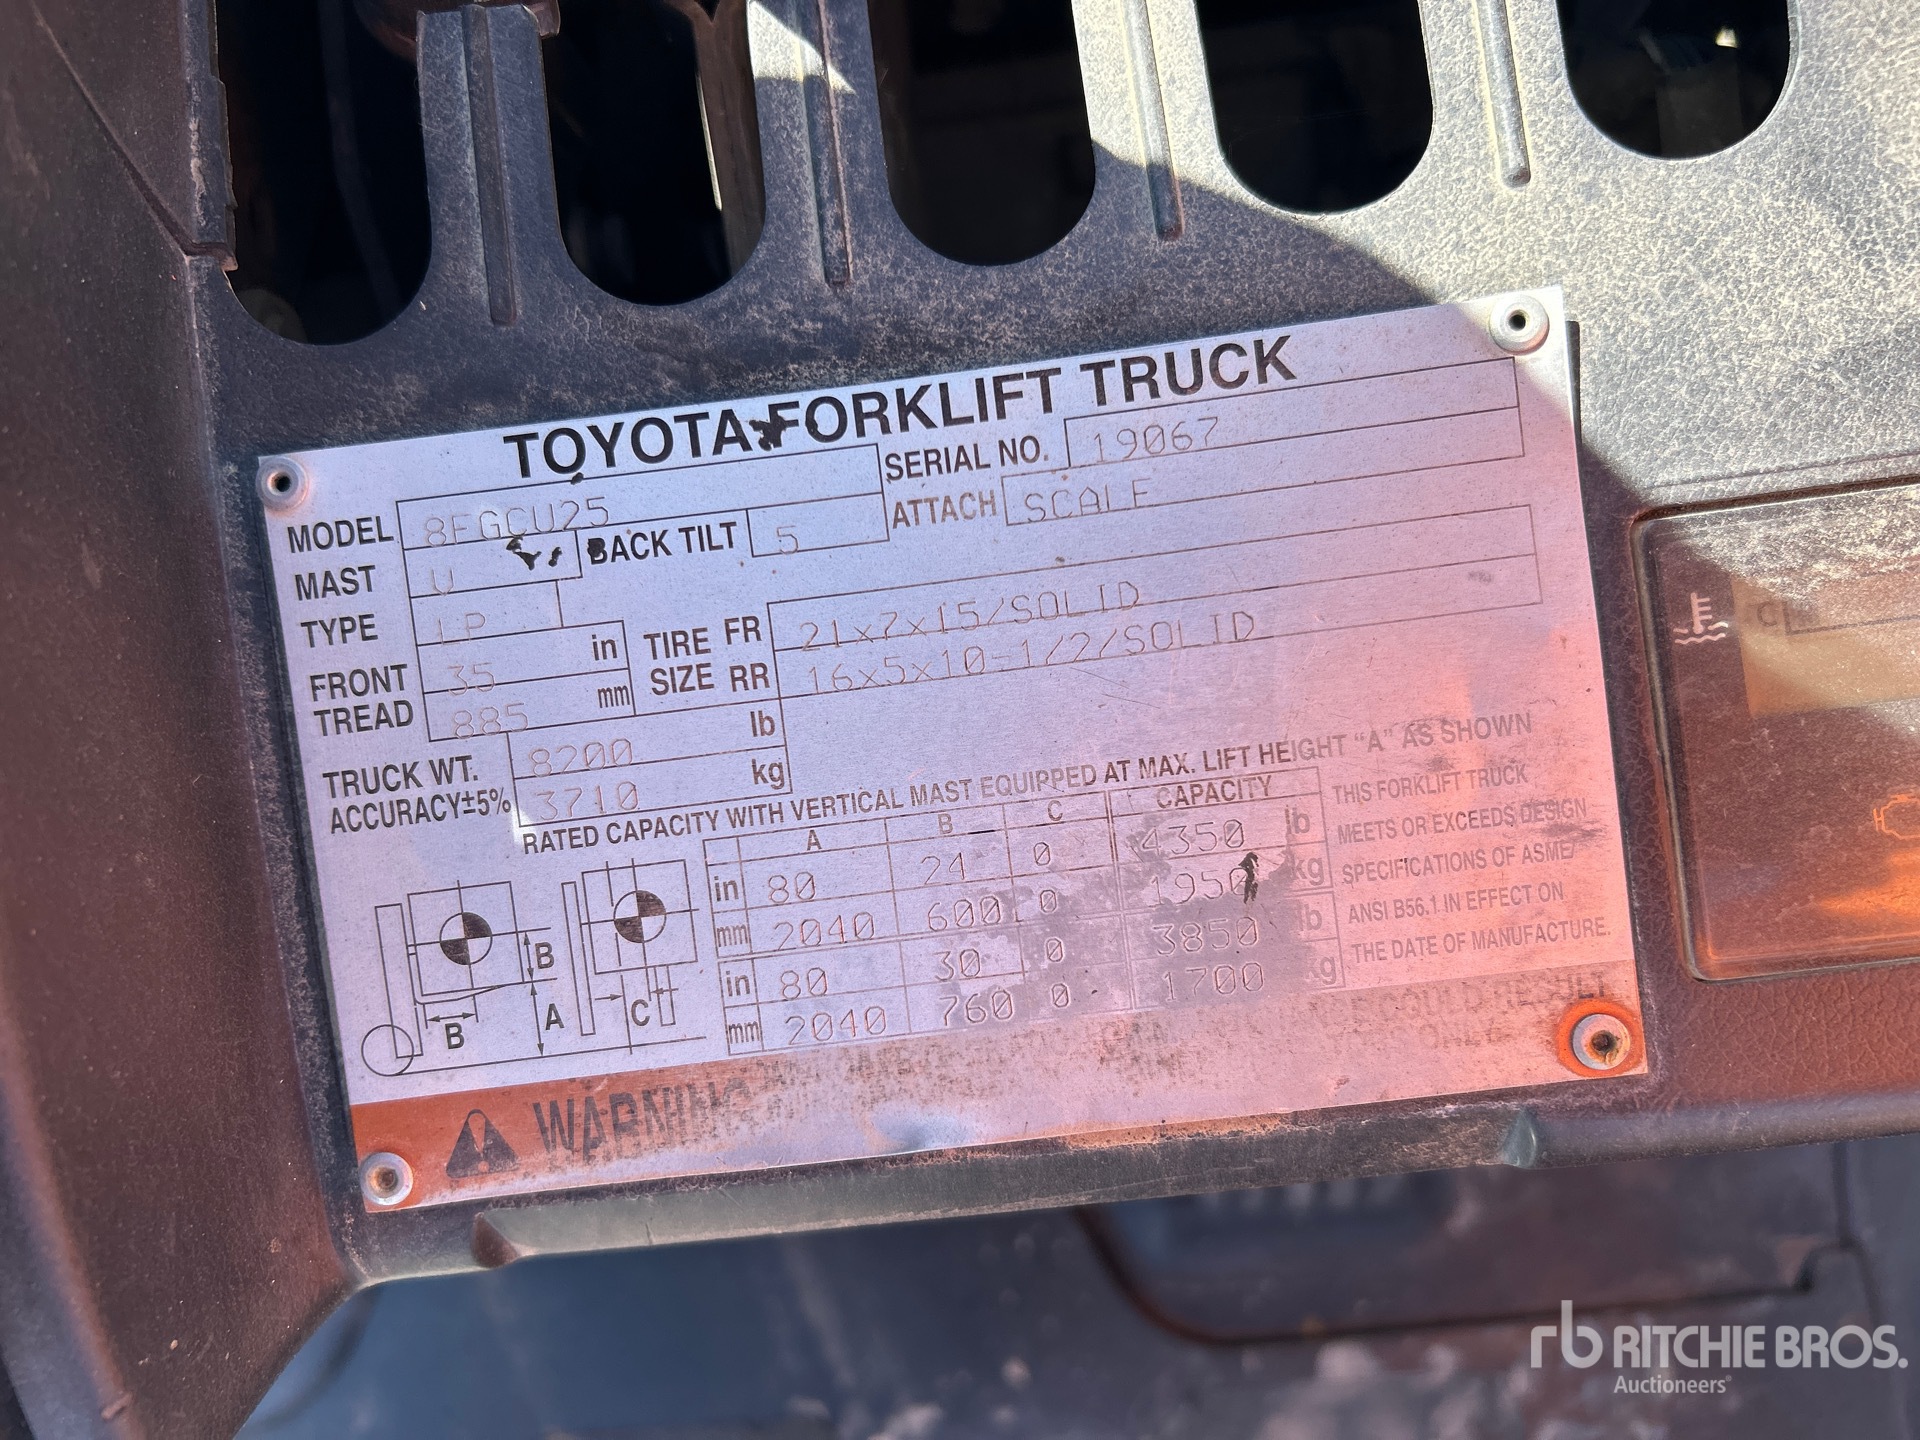 TOYOTA FORKLIFT TRUCK
MODEL 8FGCU25 SERIAL NO. 19067
MAST U BACK TILT 5 ATTACH SCALE
TYPE LP
FRONT TREAD 35 in TIRE SIZE FR 21x7x15/SOLID
885 mm RR 16x5x10-1/2/SOLID
TRUCK WT. 8200 lb
ACCURACY±5% 3710 kg
RATED CAPACITY WITH VERTICAL MAST EQUIPPED AT MAX. LIFT HEIGHT "A" AS SHOWN
A B C CAPACITY
in 80 24 0 4350 lb
mm 2040 600 0 1950 kg
in 80 30 0 3850 lb
mm 2040 760 0 1700 kg
B
B
A
C
THIS FORKLIFT TRUCK
MEETS OR EXCEEDS DESIGN
SPECIFICATIONS OF ASME/
ANSI B56.1 IN EFFECT ON
THE DATE OF MANUFACTURE.
WARNING
COULD RESULT
C
rb RITCHIE BROS.
Auctioneers